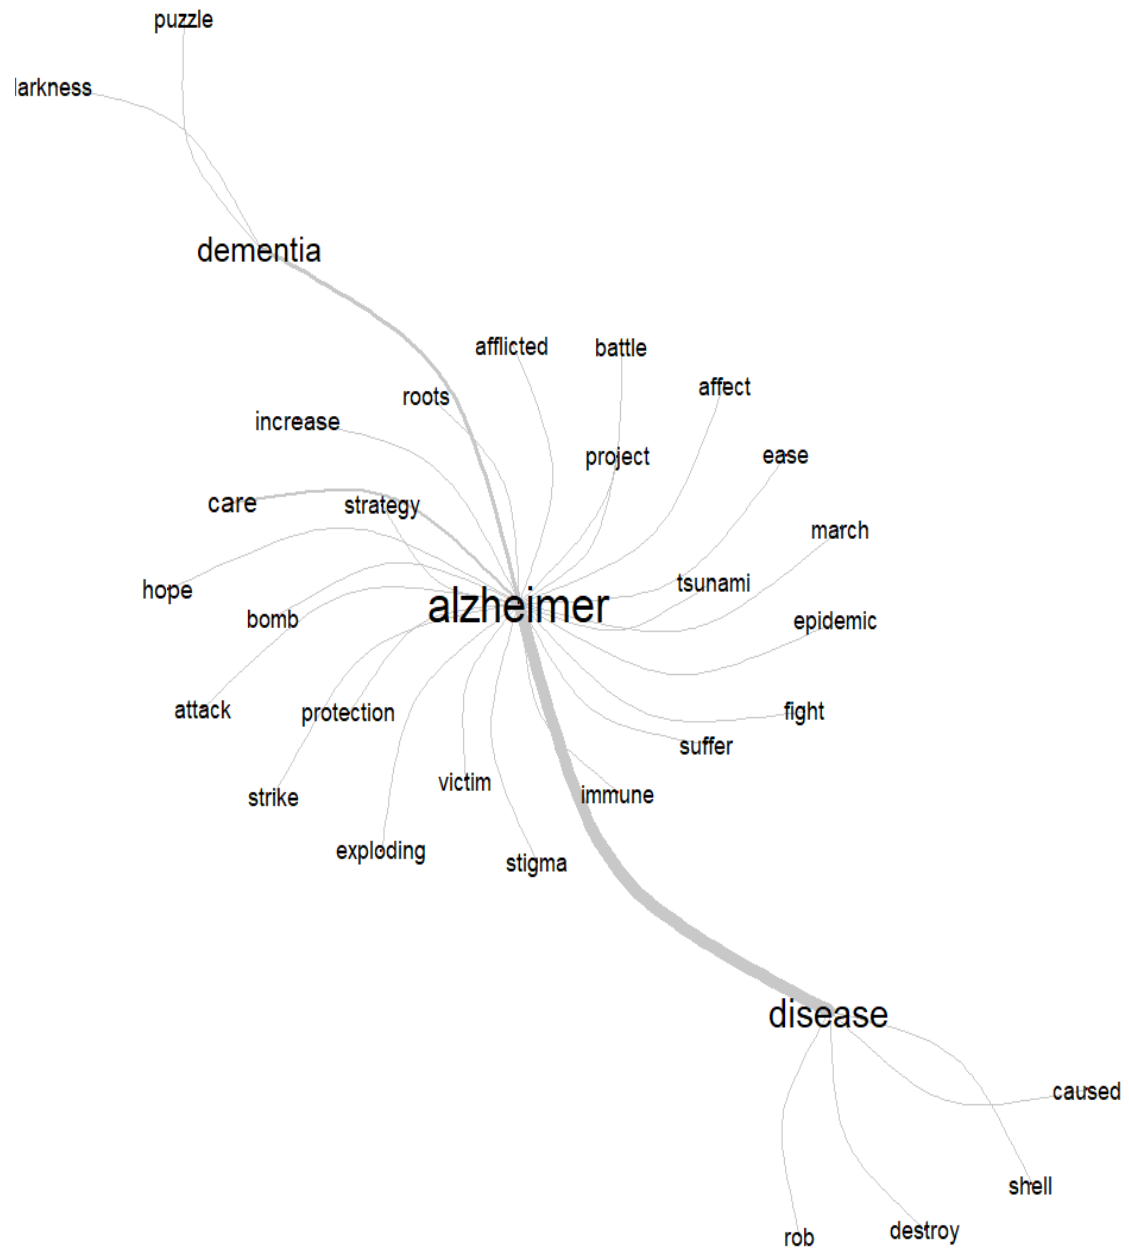 puzzle
larkness
dementia
afflicted
battle
affect
roots
increase
project
ease
care
strategy
march
tsunami
hope
alzheimer
bomb
epidemic
attack
protection
fight
suffer
victim
immune
strike
exploding
stigma
disease
caused
shell
destroy
rob